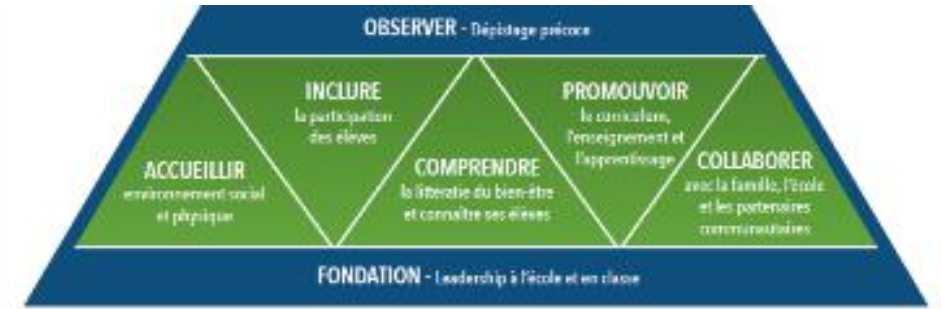 OBSERVER - Dépistage précoce
INCLURE
la participation
des élèves
PROMOUVOIR
le curriculum,
l'enseignement et
l'apprentissage
ACCUEILLIR
environnement social
et physique
COMPRENDRE
la litteratie du bien-être
et connaître ses élèves
COLLABORER
avec la famille, l'école
et les partenaires
communautaires
FONDATION - Leadership à l'école et en classe